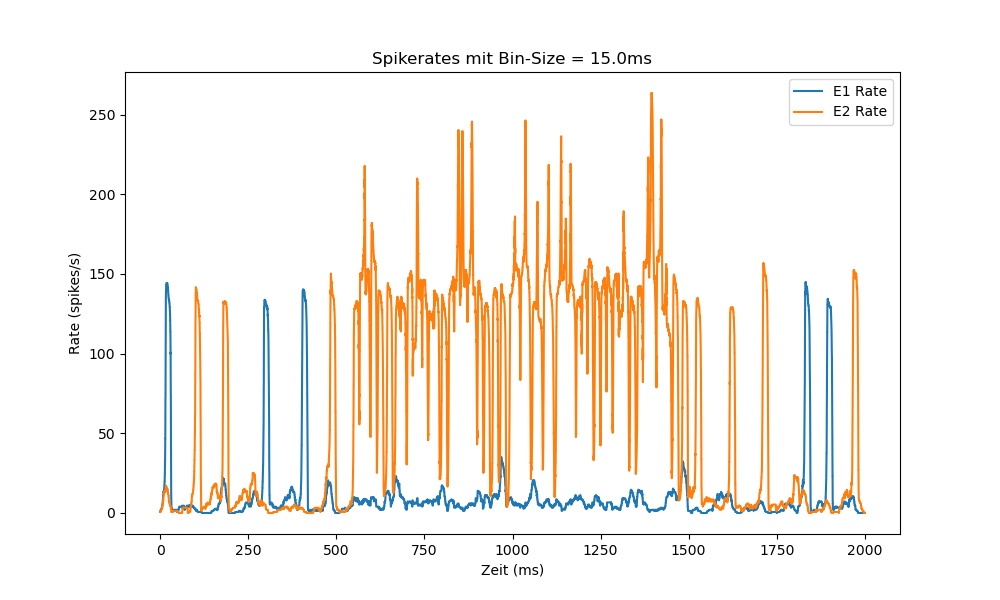 Spikerates mit Bin-Size = 15.0ms
E1 Rate
E2 Rate
Rate (spikes/s)
250
200
150
100
50
0
0 250 500 750 1000 1250 1500 1750 2000
Zeit (ms)